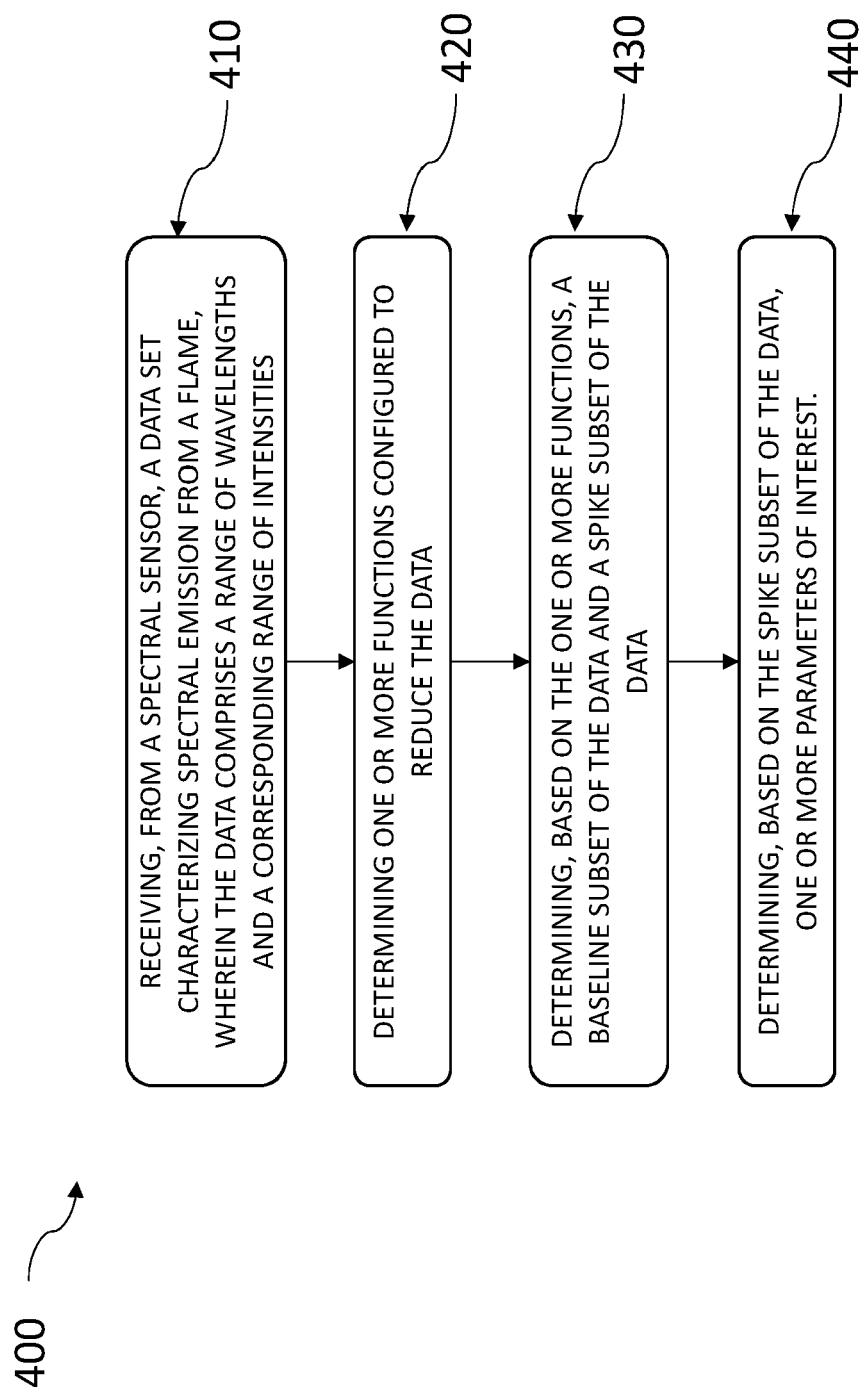 400
RECEIVING, FROM A SPECTRAL SENSOR, A DATA SET
CHARACTERIZING SPECTRAL EMISSION FROM A FLAME,
WHEREIN THE DATA COMPRISES A RANGE OF WAVELENGTHS
AND A CORRESPONDING RANGE OF INTENSITIES
410
DETERMINING ONE OR MORE FUNCTIONS CONFIGURED TO
REDUCE THE DATA
420
DETERMINING, BASED ON THE ONE OR MORE FUNCTIONS, A
BASELINE SUBSET OF THE DATA AND A SPIKE SUBSET OF THE
DATA
430
DETERMINING, BASED ON THE SPIKE SUBSET OF THE DATA,
ONE OR MORE PARAMETERS OF INTEREST.
440